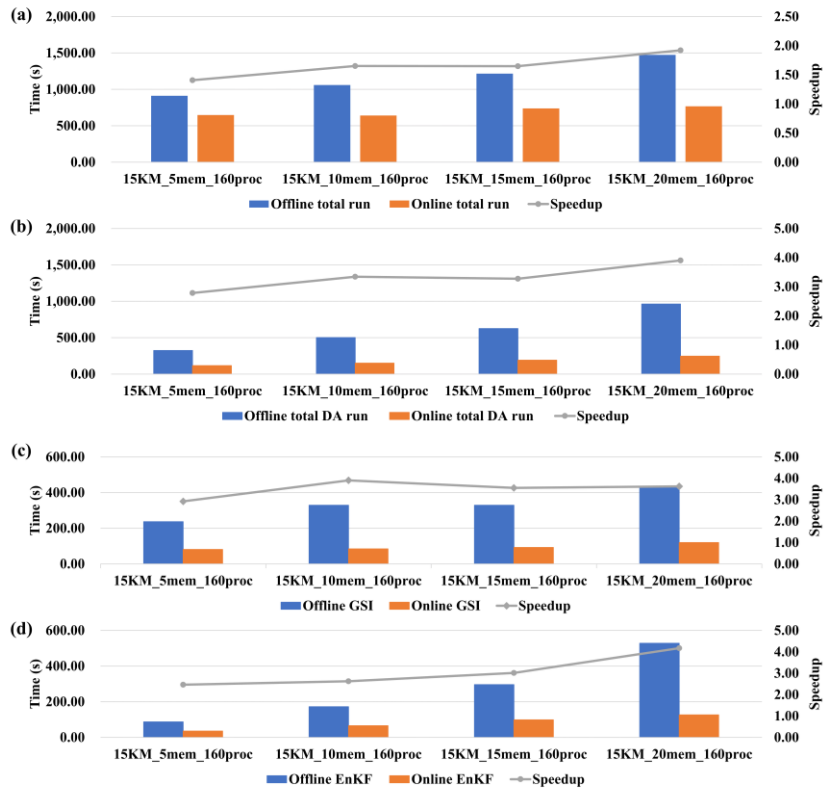 (a)
2,000.00 2.50
1,500.00 2.00
1,000.00 1.50
500.00 1.00
0.00 0.50
0.00
Time (s)
Speedup
15KM_5mem_160proc 15KM_10mem_160proc 15KM_15mem_160proc 15KM_20mem_160proc
Offline total run Online total run Speedup
(b)
2,000.00 5.00
1,500.00 4.00
1,000.00 3.00
500.00 2.00
0.00 1.00
0.00
Time (s)
Speedup
15KM_5mem_160proc 15KM_10mem_160proc 15KM_15mem_160proc 15KM_20mem_160proc
Offline total DA run Online total DA run Speedup
(c)
600.00 5.00
400.00 4.00
200.00 3.00
0.00 2.00
1.00
0.00
Time (s)
Speedup
15KM_5mem_160proc 15KM_10mem_160proc 15KM_15mem_160proc 15KM_20mem_160proc
Offline GSI Online GSI Speedup
(d)
600.00 5.00
400.00 4.00
200.00 3.00
0.00 2.00
1.00
0.00
Time (s)
Speedup
15KM_5mem_160proc 15KM_10mem_160proc 15KM_15mem_160proc 15KM_20mem_160proc
Offline EnKF Online EnKF Speedup